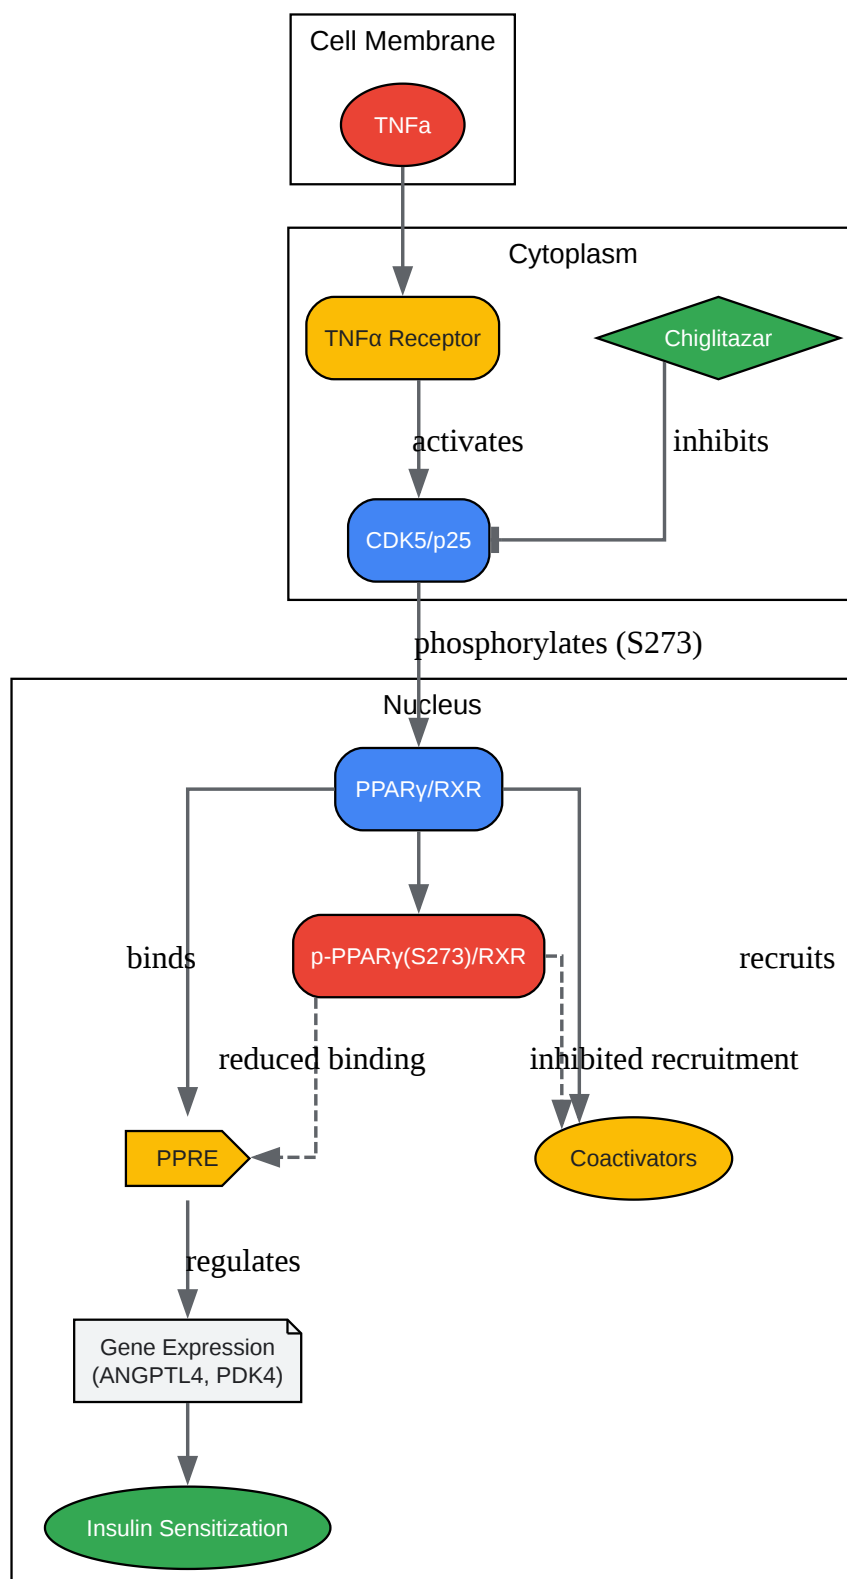 Cell Membrane
TNFa
Cytoplasm
TNFα Receptor
Chiglitazar
activates
inhibits
CDK5/p25
phosphorylates (S273)
Nucleus
PPARγ/RXR
binds
p-PPARγ(S273)/RXR
recruits
reduced binding
inhibited recruitment
PPRE
Coactivators
regulates
Gene Expression
(ANGPTL4, PDK4)
Insulin Sensitization